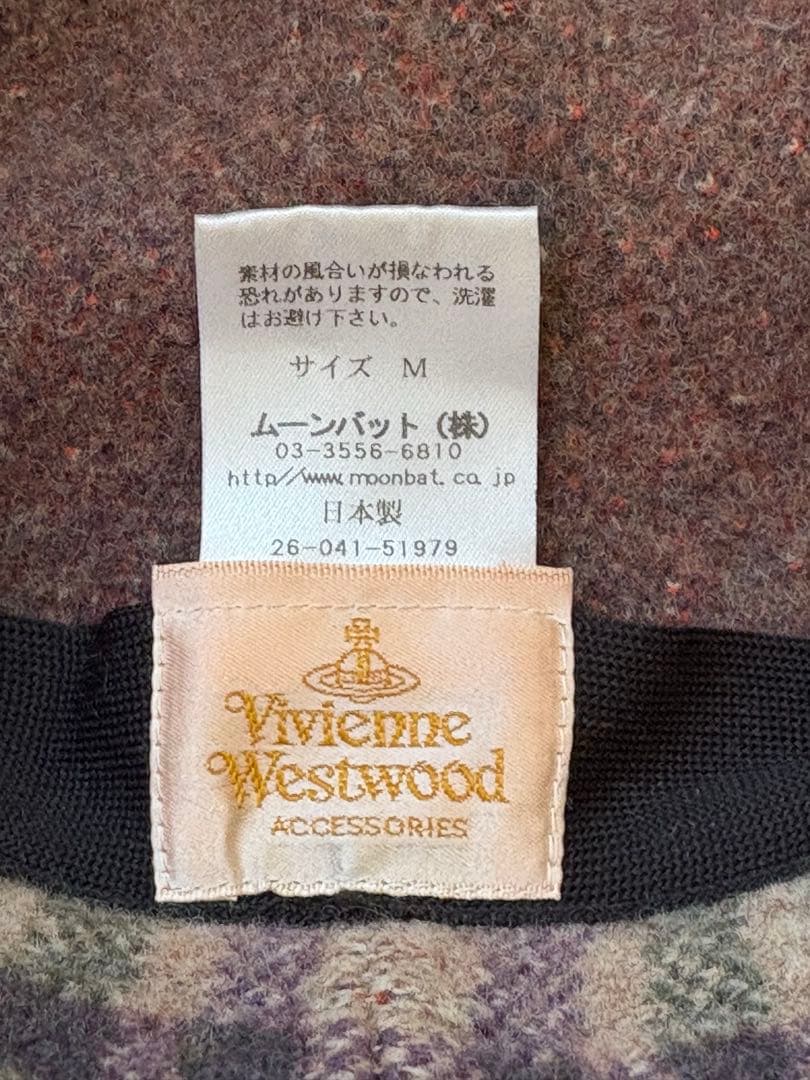 素材の風合いが損なわれる
恐れがありますので、洗濯
はお避け下さい。
サイズ M
ムーンバット（株）
03-3556-6810
http//www.moonbat.co jp
日本製
26-041-51979
Vivienne
Westwood
ACCESSORIES